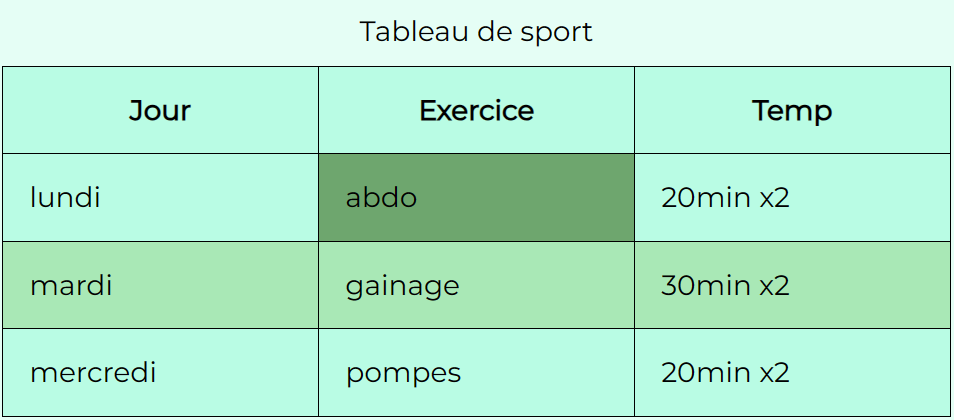 Tableau de sport
Jour Exercice Temp
lundi abdo 20min x2
mardi gainage 30min x2
mercredi pompes 20min x2